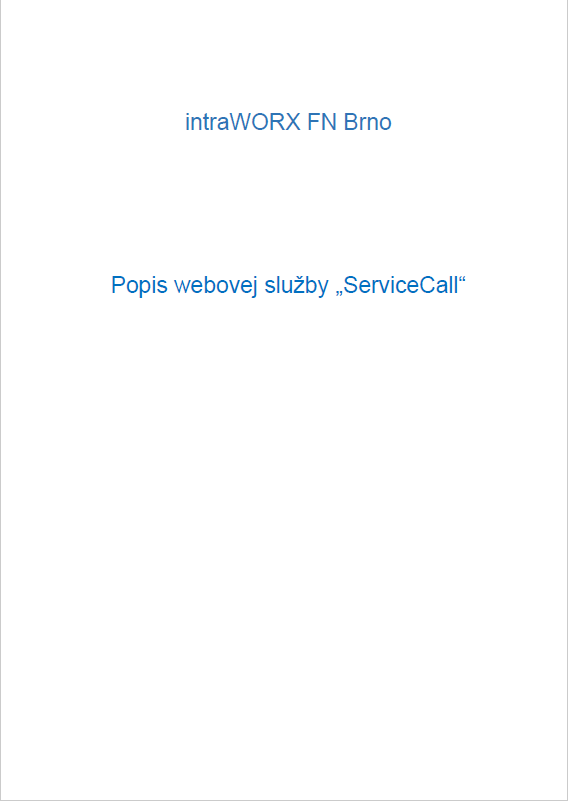 intraWORX FN Brno
Popis webovej služby „ServiceCall“